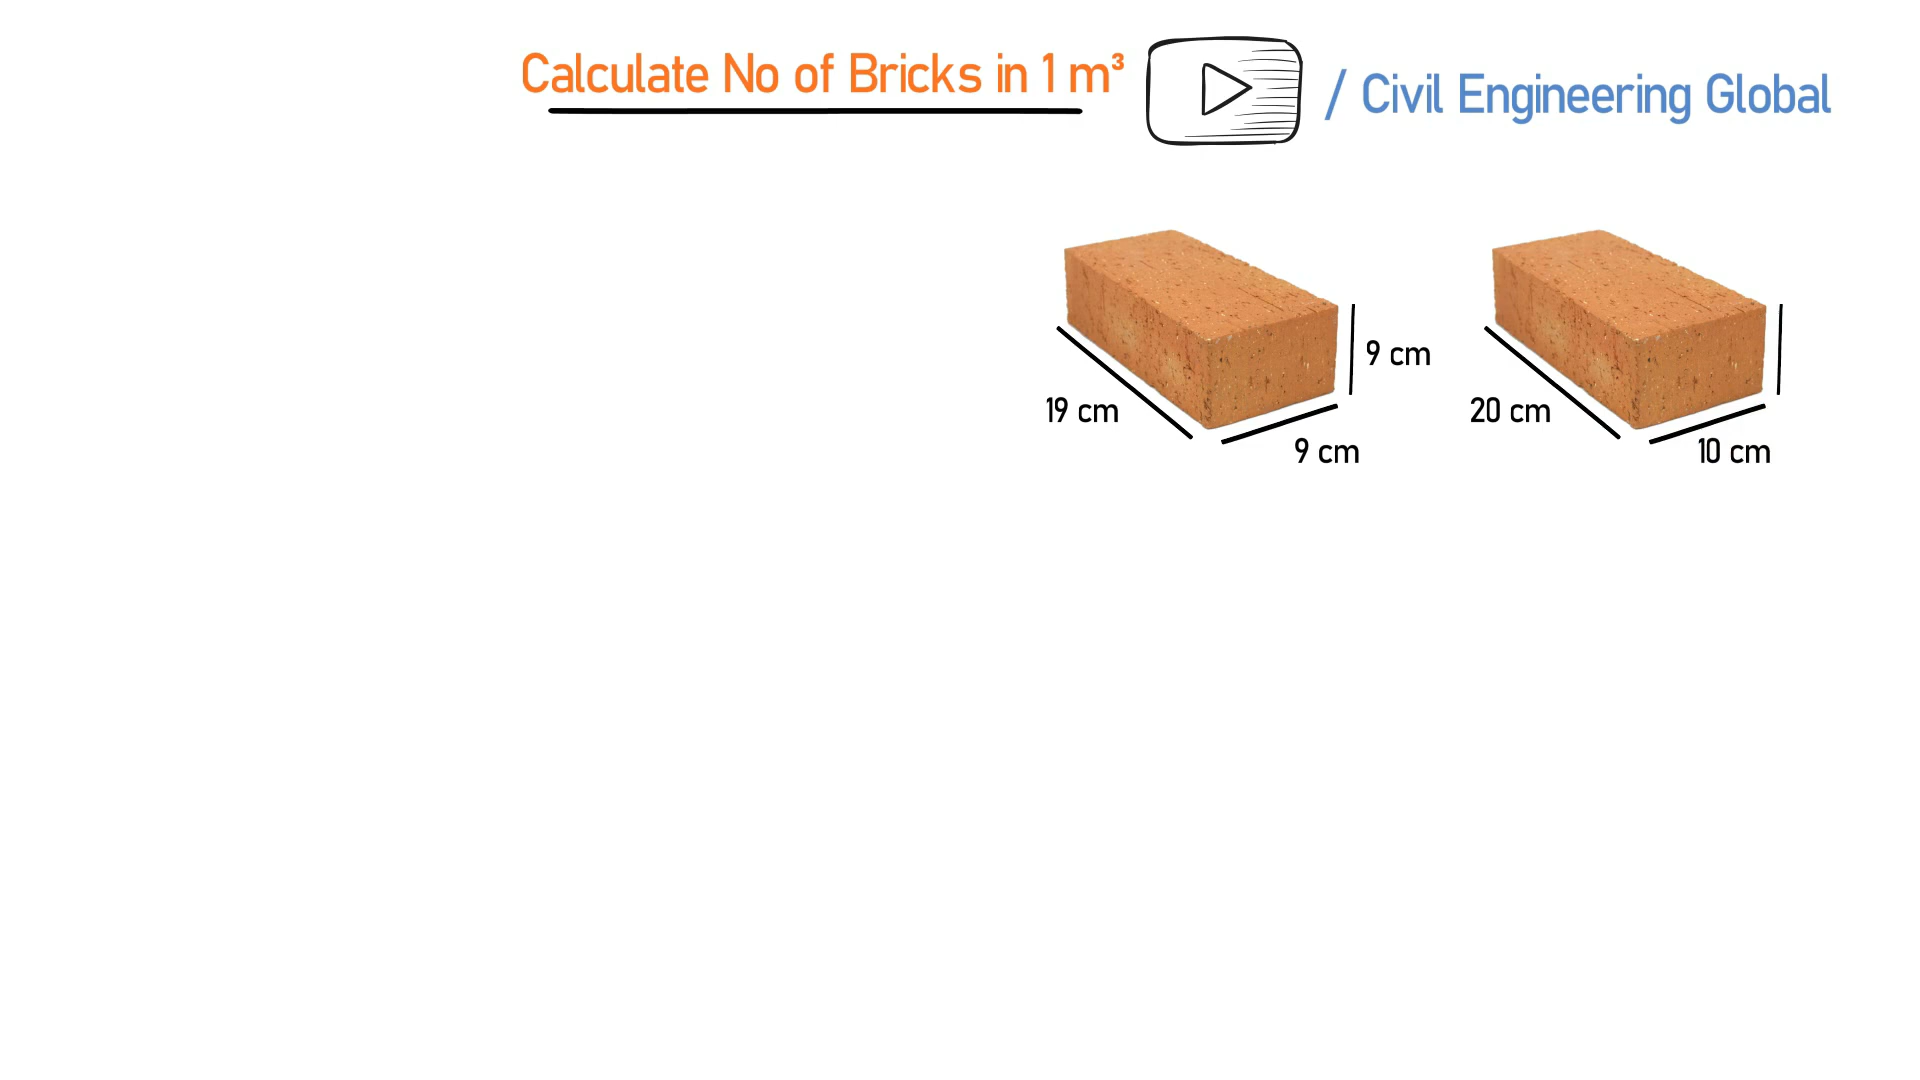 Calculate No of Bricks in 1 m³
/ Civil Engineering Global
9 cm
19 cm
9 cm
20 cm
10 cm